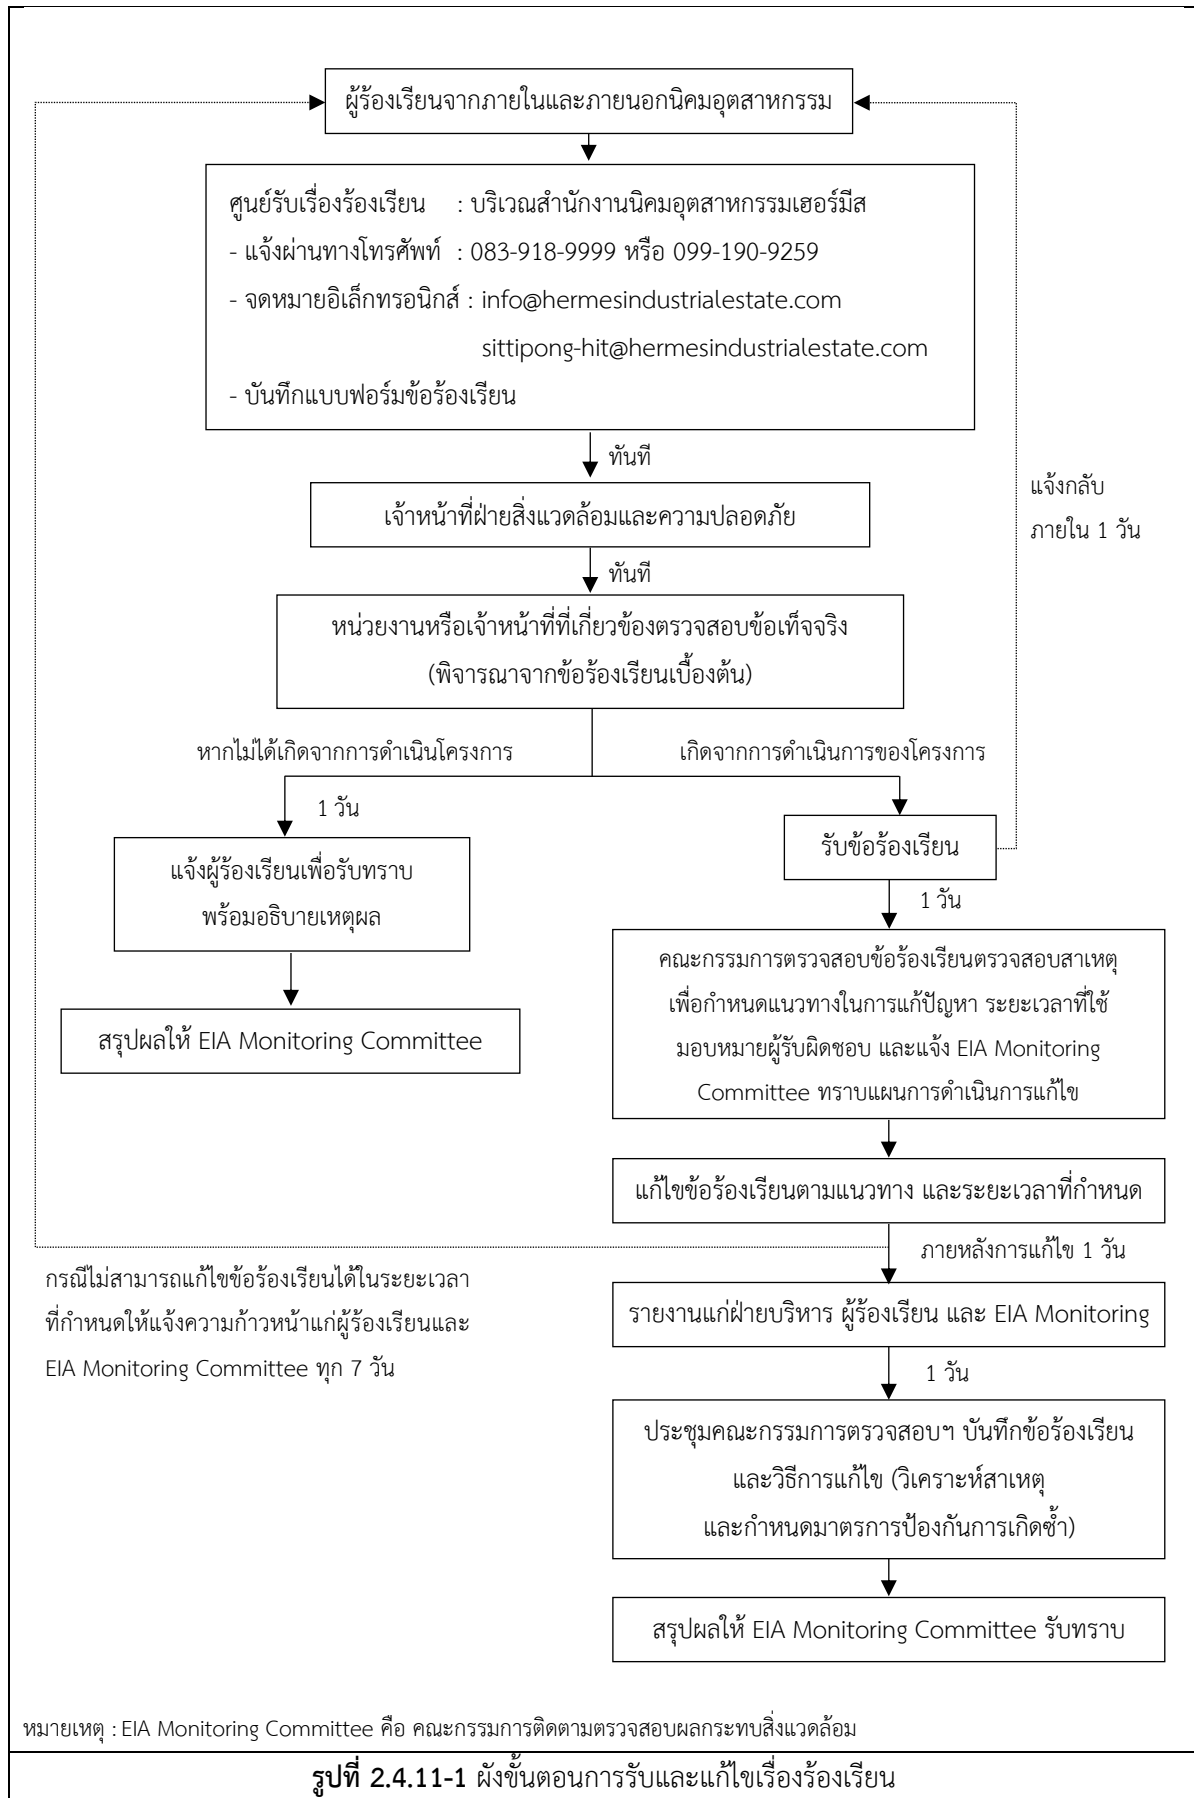 ผู้ร้องเรียนจากภายในและภายนอกนิคมอุตสาหกรรม
ศูนย์รับเรื่องร้องเรียน : บริเวณสำนักงานนิคมอุตสาหกรรมเฮอร์มีส
- แจ้งผ่านทางโทรศัพท์ : 083-918-9999 หรือ 099-190-9259
- จดหมายอิเล็กทรอนิกส์ : info@hermesindustrialestate.com
sittipong-hit@hermesindustrialestate.com
- บันทึกแบบฟอร์มข้อร้องเรียน
ทันที
เจ้าหน้าที่ฝ่ายสิ่งแวดล้อมและความปลอดภัย
แจ้งกลับ
ภายใน 1 วัน
ทันที
หน่วยงานหรือเจ้าหน้าที่ที่เกี่ยวข้องตรวจสอบข้อเท็จจริง
(พิจารณาจากข้อร้องเรียนเบื้องต้น)
หากไม่ได้เกิดจากการดำเนินโครงการ
เกิดจากการดำเนินการของโครงการ
1 วัน
แจ้งผู้ร้องเรียนเพื่อรับทราบ
พร้อมอธิบายเหตุผล
สรุปผลให้ EIA Monitoring Committee
รับข้อร้องเรียน
1 วัน
คณะกรรมการตรวจสอบข้อร้องเรียนตรวจสอบสาเหตุ
เพื่อกำหนดแนวทางในการแก้ปัญหา ระยะเวลาที่ใช้
มอบหมายผู้รับผิดชอบ และแจ้ง EIA Monitoring
Committee ทราบแผนการดำเนินการแก้ไข
แก้ไขข้อร้องเรียนตามแนวทาง และระยะเวลาที่กำหนด
ภายหลังการแก้ไข 1 วัน
กรณีไม่สามารถแก้ไขข้อร้องเรียนได้ในระยะเวลา
ที่กำหนดให้แจ้งความก้าวหน้าแก่ผู้ร้องเรียนและ
EIA Monitoring Committee ทุก 7 วัน
รายงานแก่ฝ่ายบริหาร ผู้ร้องเรียน และ EIA Monitoring
1 วัน
ประชุมคณะกรรมการตรวจสอบฯ บันทึกข้อร้องเรียน
และวิธีการแก้ไข (วิเคราะห์สาเหตุ
และกำหนดมาตรการป้องกันการเกิดซ้ำ)
สรุปผลให้ EIA Monitoring Committee รับทราบ
หมายเหตุ : EIA Monitoring Committee คือ คณะกรรมการติดตามตรวจสอบผลกระทบสิ่งแวดล้อม
รูปที่ 2.4.11-1 ผังขั้นตอนการรับและแก้ไขเรื่องร้องเรียน